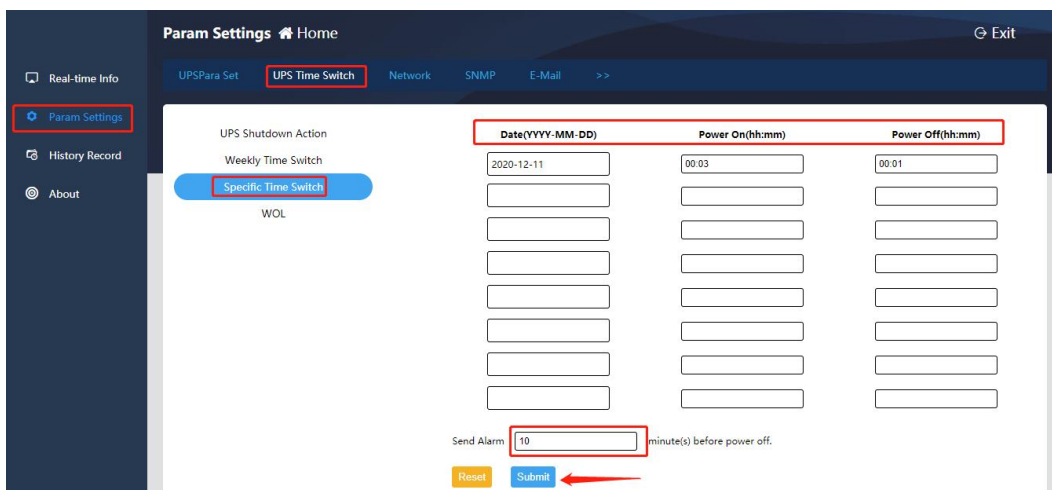 Param Settings Home Exit
Real-time Info
Param Settings
History Record
About
UPSPara Set UPS Time Switch Network SNMP E-Mail >>
UPS Shutdown Action
Weekly Time Switch
Specific Time Switch
WOL
Date(YYYY-MM-DD) Power On(hh:mm) Power Off(hh:mm)
2020-12-11 00:03 00:01
Send Alarm 10 minute(s) before power off.
Reset Submit